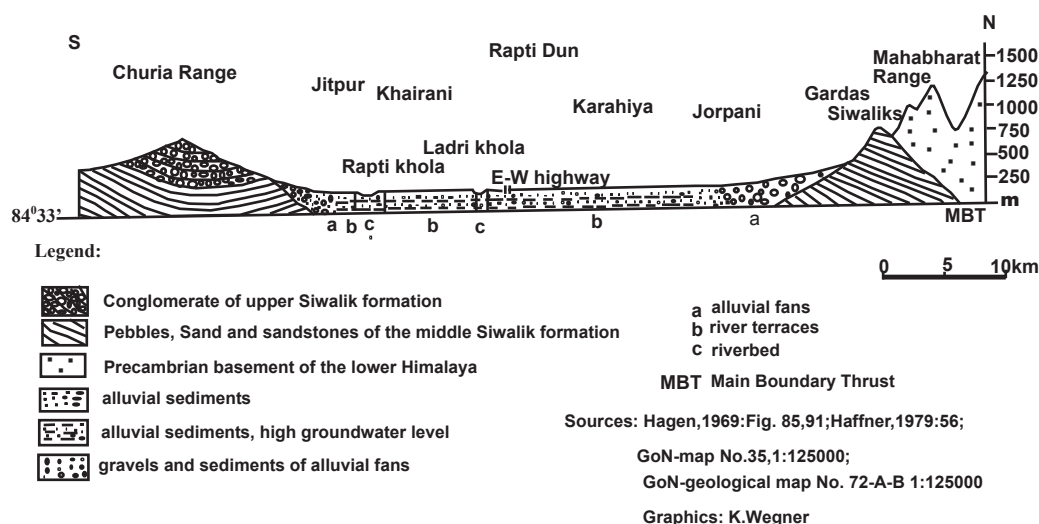 S
N
Rapti Dun
Mahabharat
Range
Churia Range
Jitpur
Khairani
Karahiya
Jorpani
Gardas
Siwaliks
Ladri khola
Rapti khola
E-W highway
1500
1250
1000
750
500
250
m
84⁰33'
MBT
a b c b c b a
Legend:
0 5 10km
Conglomerate of upper Siwalik formation
Pebbles, Sand and sandstones of the middle Siwalik formation
Precambrian basement of the lower Himalaya
alluvial sediments
alluvial sediments, high groundwater level
gravels and sediments of alluvial fans
a alluvial fans
b river terraces
c riverbed
MBT Main Boundary Thrust
Sources: Hagen,1969:Fig. 85,91;Haffner,1979:56;
GoN-map No.35,1:125000;
GoN-geological map No. 72-A-B 1:125000
Graphics: K.Wegner